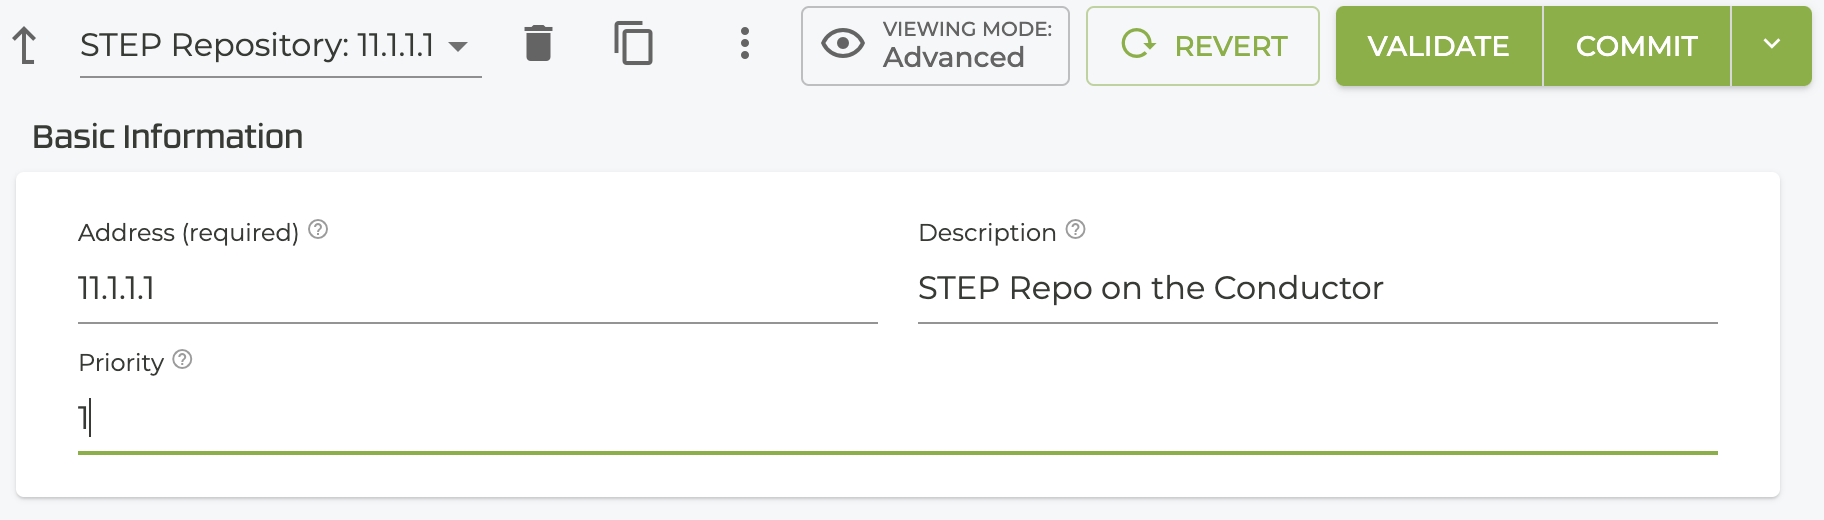 STEP Repository: 11.1.1.1
VIEWING MODE:
Advanced
REVERT
VALIDATE
COMMIT
Basic Information
Address (required)
11.1.1.1
Description
STEP Repo on the Conductor
Priority
1